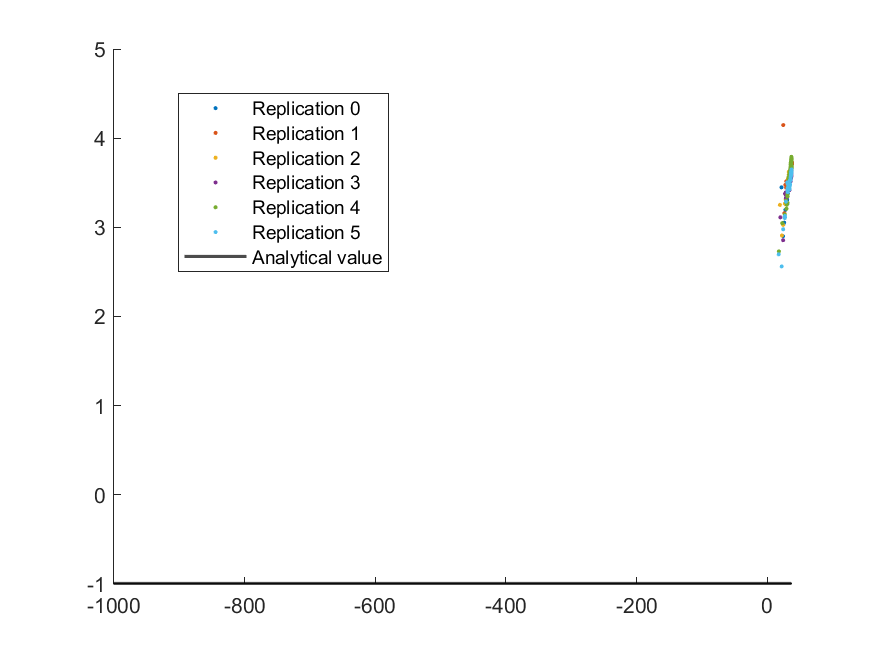 5
4
3
2
1
0
-1
Replication 0
Replication 1
Replication 2
Replication 3
Replication 4
Replication 5
Analytical value
-1000 -800 -600 -400 -200 0